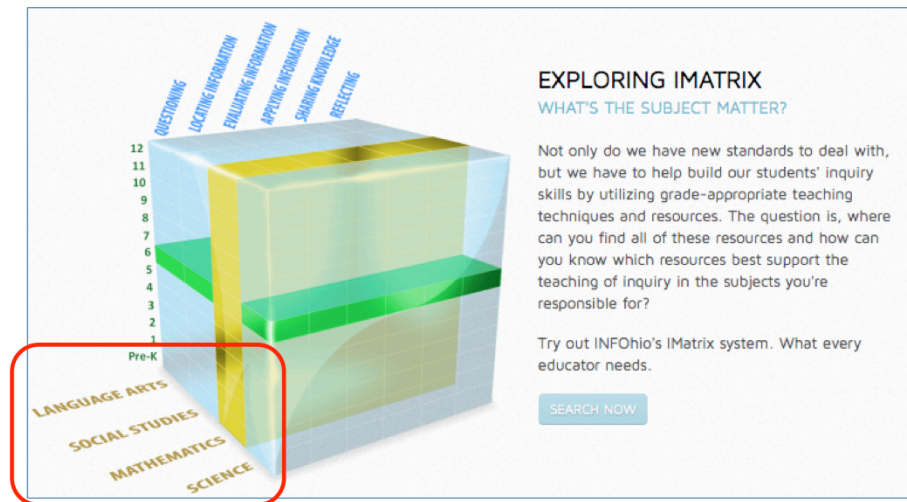 QUESTIONING
LOCATING INFORMATION
EVALUATING INFORMATION
APPLYING INFORMATION
SHARING KNOWLEDGE
REFLECTING
12
11
10
9
8
7
6
5
4
3
2
1
Pre-K
LANGUAGE ARTS
SOCIAL STUDIES
MATHEMATICS
SCIENCE
EXPLORING IMATRIX
WHAT'S THE SUBJECT MATTER?
Not only do we have new standards to deal with,
but we have to help build our students' inquiry
skills by utilizing grade-appropriate teaching
techniques and resources. The question is, where
can you find all of these resources and how can
you know which resources best support the
teaching of inquiry in the subjects you're
responsible for?
Try out INFOhio's IMatrix system. What every
educator needs.
SEARCH NOW